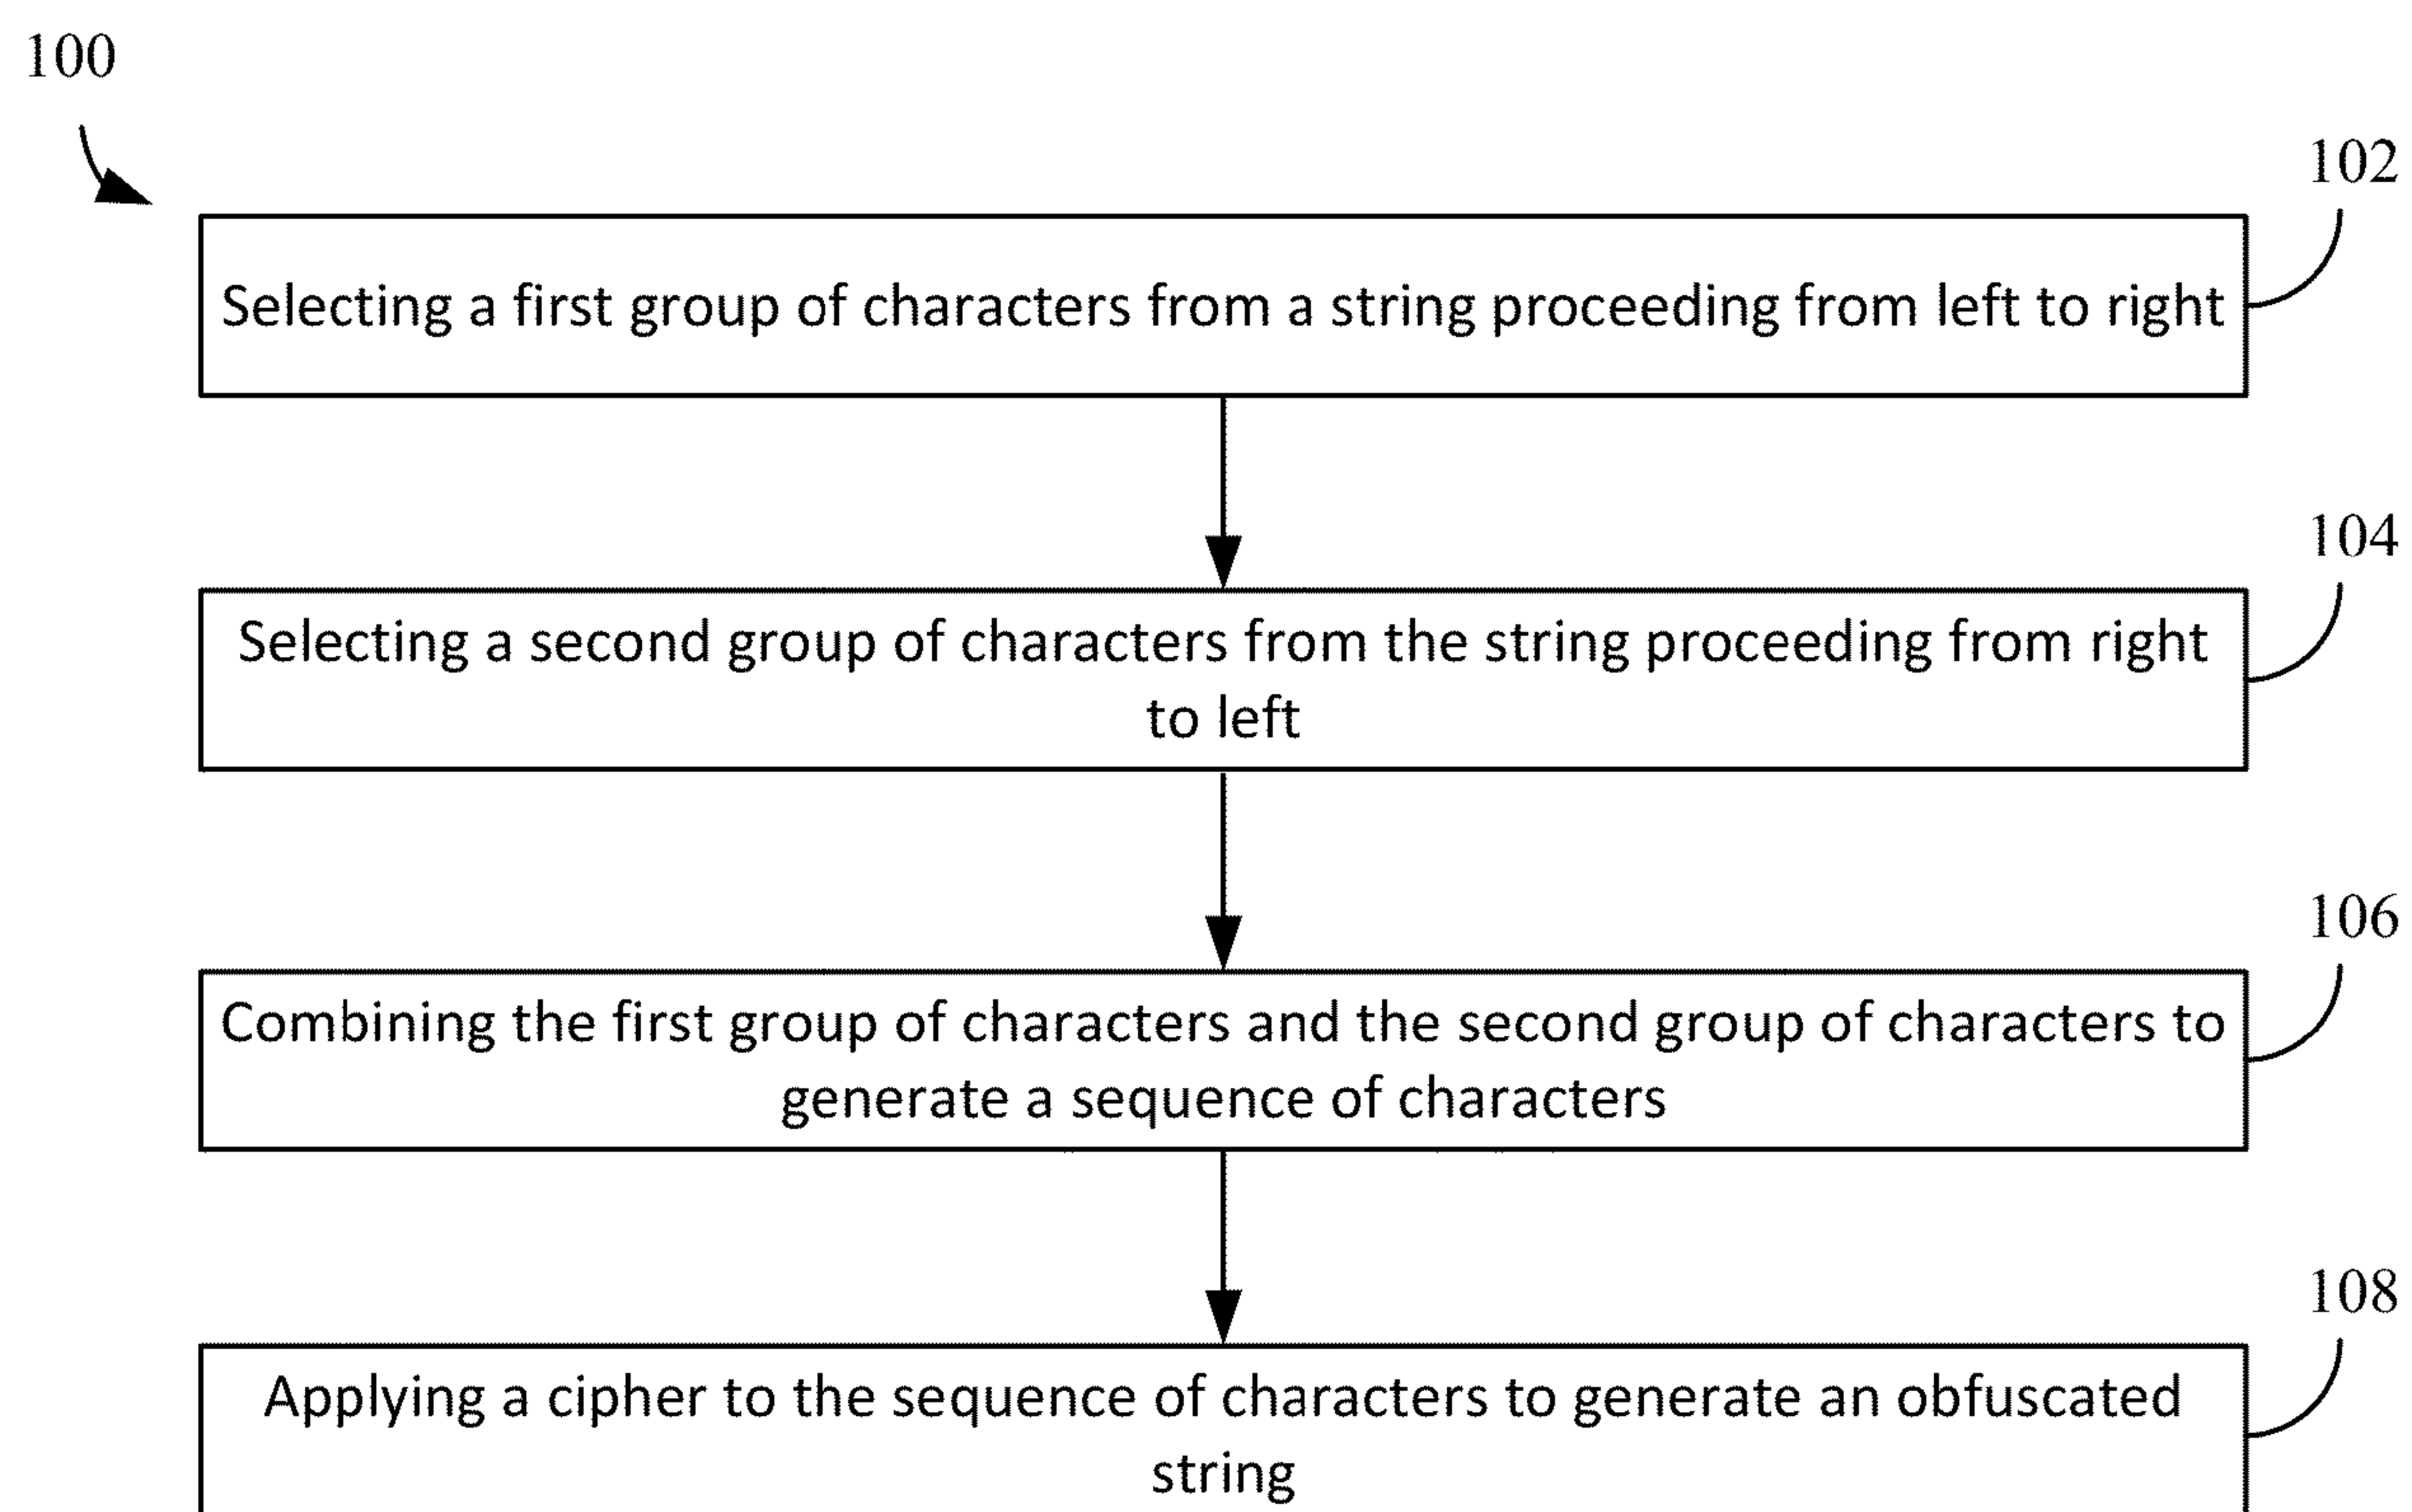 100
102
Selecting a first group of characters from a string proceeding from left to right
104
Selecting a second group of characters from the string proceeding from right
to left
106
Combining the first group of characters and the second group of characters to
generate a sequence of characters
108
Applying a cipher to the sequence of characters to generate an obfuscated
string